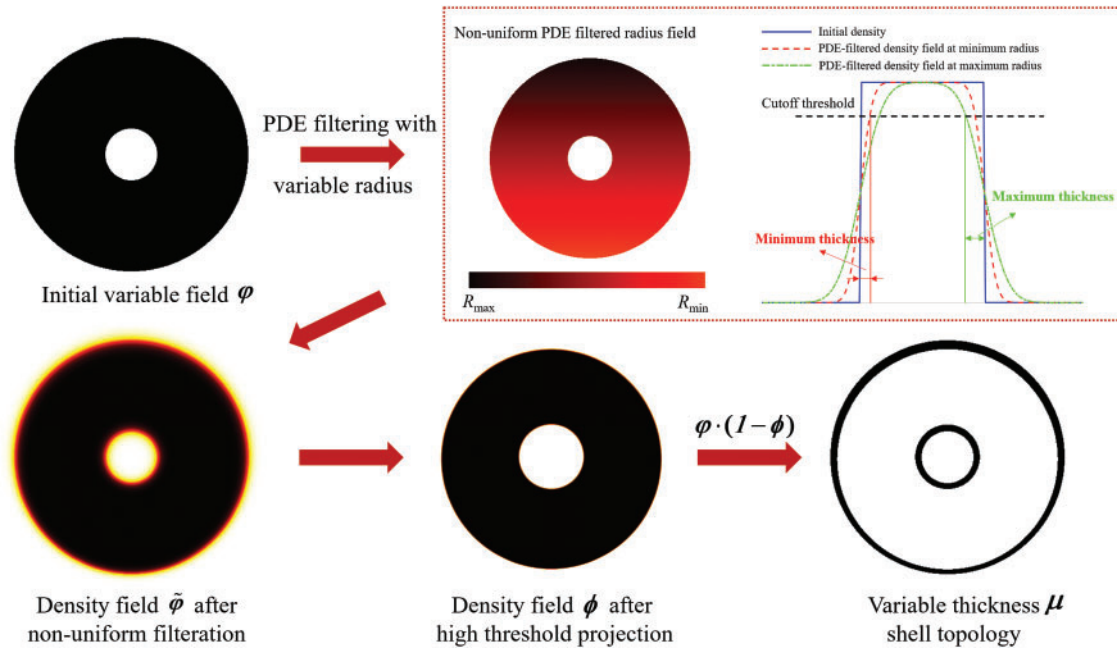 PDE filtering with
variable radius
Initial variable field φ
Non-uniform PDE filtered radius field
Rmax
Rmin
Initial density
PDE-filtered density field at minimum radius
PDE-filtered density field at maximum radius
Cutoff threshold
Maximum thickness
Minimum thickness
φ·(1−ϕ)
Density field φ̃ after
non-uniform filteration
Density field ϕ after
high threshold projection
Variable thickness μ
shell topology